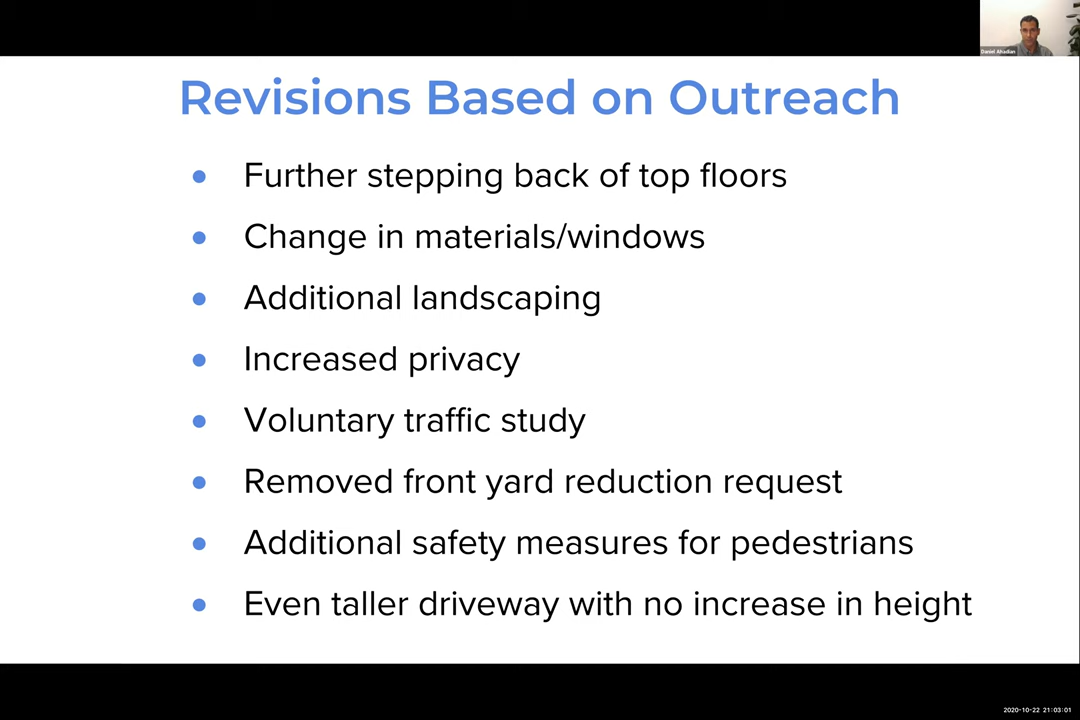 Revisions Based on Outreach
Further stepping back of top floors
Change in materials/windows
Additional landscaping
Increased privacy
Voluntary traffic study
Removed front yard reduction request
Additional safety measures for pedestrians
Even taller driveway with no increase in height
Daniel
2020-10-22 21:03:01